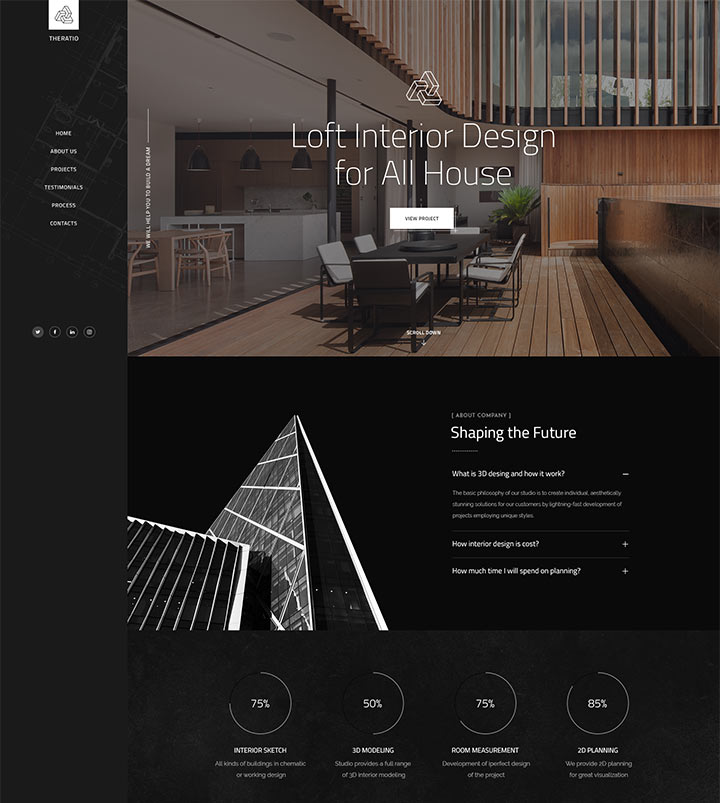 THERATIO
HOME
ABOUT US
PROJECTS
TESTIMONIALS
PROCESS
CONTACTS
WE WILL HELP YOU TO BUILD A DREAM
Loft Interior Design
for All House
VIEW PROJECT
SCROLL DOWN
[ ABOUT COMPANY ]
Shaping the Future
What is 3D desing and how it work?
The basic philosophy of our studio is to create individual, aesthetically
stunning solutions for our customers by lightning-fast development of
projects employing unique styles.
How interior design is cost?
How much time I will spend on planning?
75%
50%
75%
85%
INTERIOR SKETCH
All kinds of buildings in chematic
or working design
3D MODELING
Studio provides a full range
of 3D interior modeling
ROOM MEASUREMENT
Development of iperfect design
of the project
2D PLANNING
We provide 2D planning
for great visualization